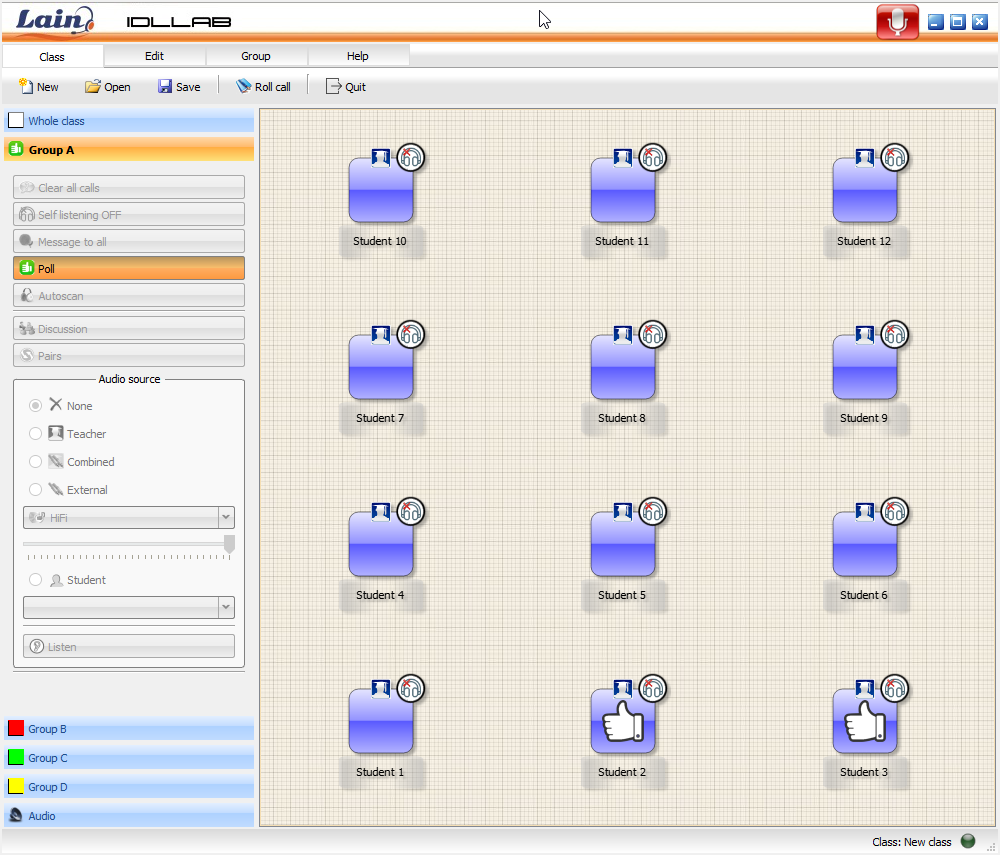 Lain IDLLAB
Class Edit Group Help
New Open Save Roll call Quit
Whole class
Group A
Clear all calls
Self listening OFF
Message to all
Poll
Autoscan
Discussion
Pairs
Audio source
None
Teacher
Combined
External
HiFi
Student
Listen
Group B
Group C
Group D
Audio
Student 10 Student 11 Student 12
Student 7 Student 8 Student 9
Student 4 Student 5 Student 6
Student 1 Student 2 Student 3
Class: New class